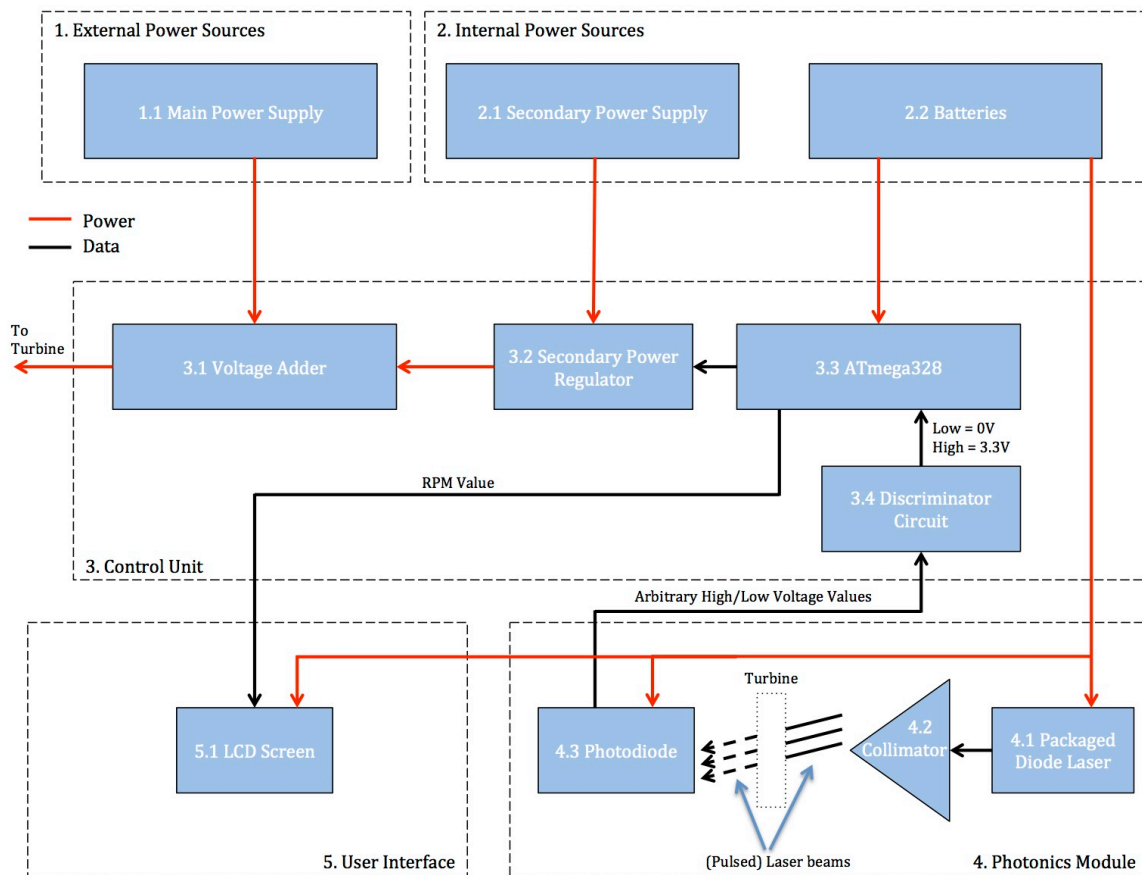 1. External Power Sources
2. Internal Power Sources
1.1 Main Power Supply
2.1 Secondary Power Supply
2.2 Batteries
Power
Data
To
Turbine
3.1 Voltage Adder
3.2 Secondary Power
Regulator
3.3 ATmega328
Low = 0V
High = 3.3V
RPM Value
3.4 Discriminator
Circuit
3. Control Unit
Arbitrary High/Low Voltage Values
Turbine
5.1 LCD Screen
4.3 Photodiode
4.2
Collimator
4.1 Packaged
Diode Laser
5. User Interface
(Pulsed) Laser beams
4. Photonics Module